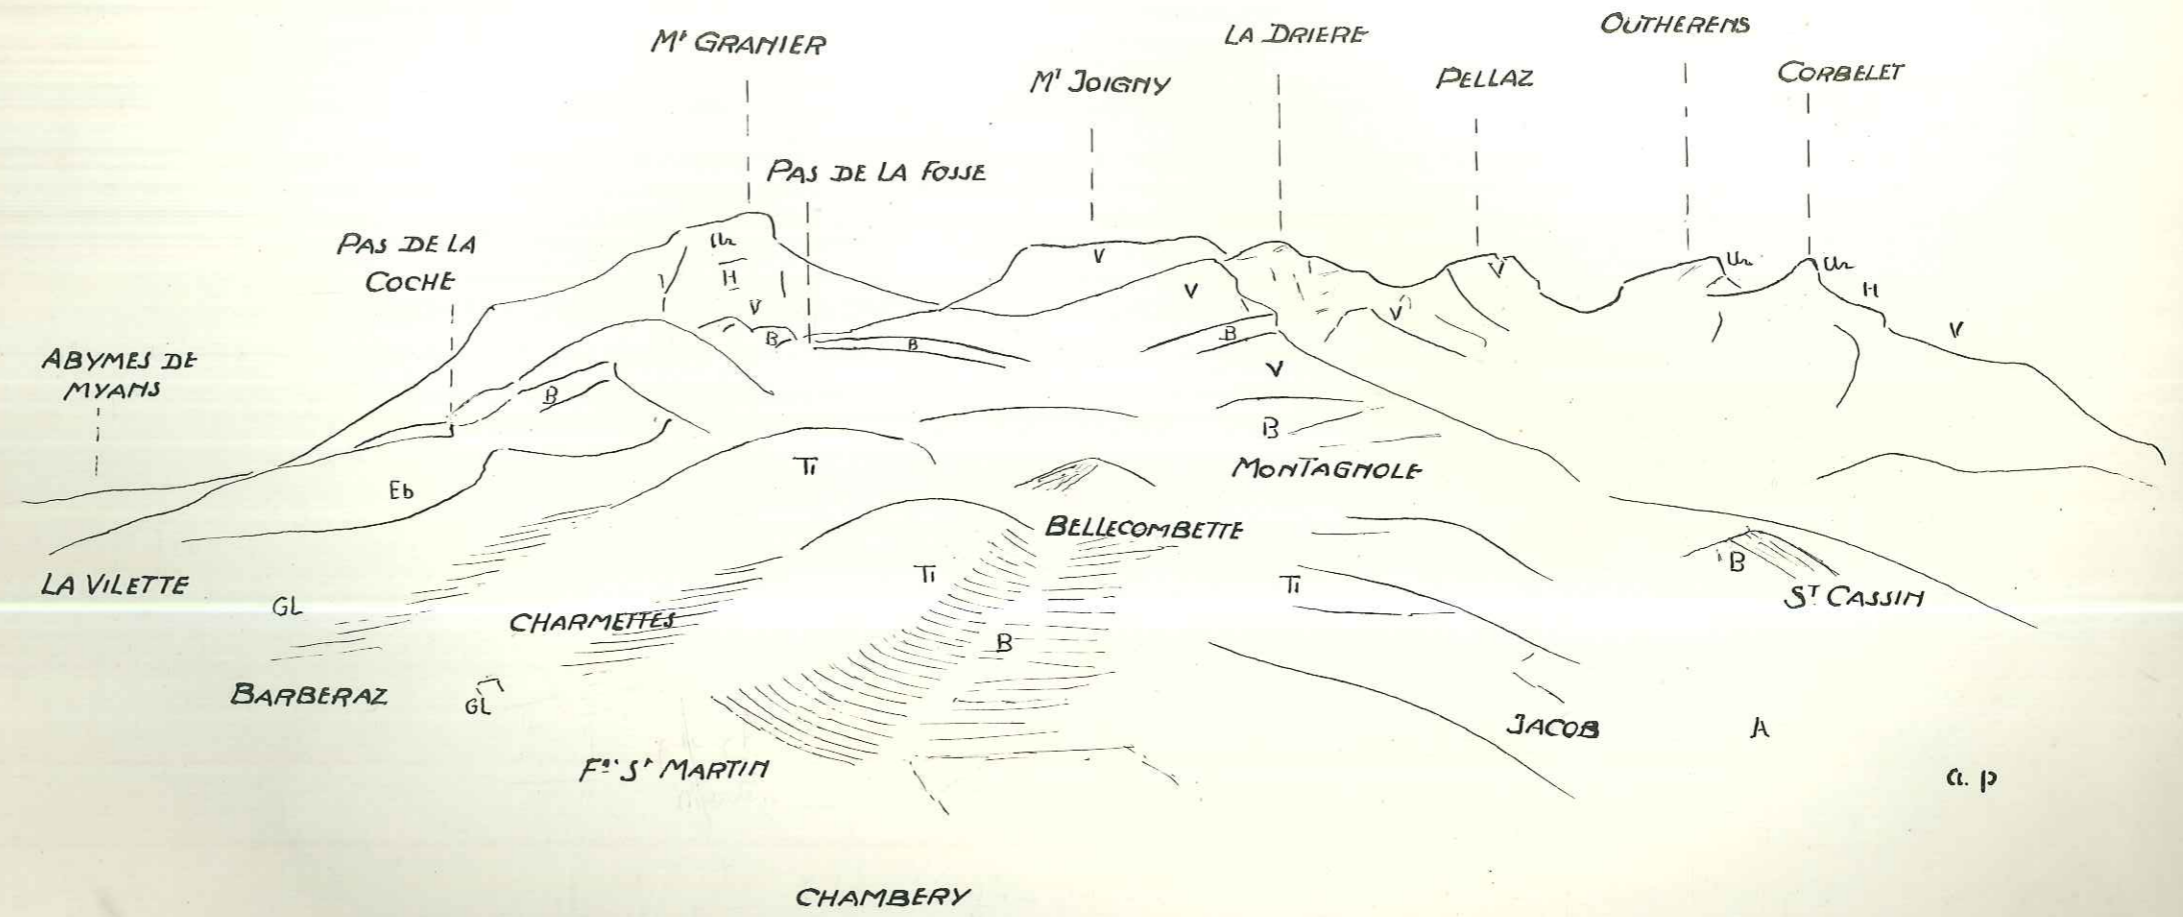 Mt GRANIER
LA DRIERE
OUTHERENS
Mt JOIGNY
PELLAZ
CORBELET
PAS DE LA FOSSE
PAS DE LA
COCHE
ABYMES DE
MYANS
Ur
H
V
B
B
V
V
B
V
V
V
Ur
Ur
H
V
B
Eb
Ti
B
MONTAGNOLE
BELLECOMBETTE
LA VILETTE
GL
CHARMETTES
Ti
B
Ti
B
St CASSIN
BARBERAZ
GL
JACOB
A
a. p
Fg St MARTIN
CHAMBERY